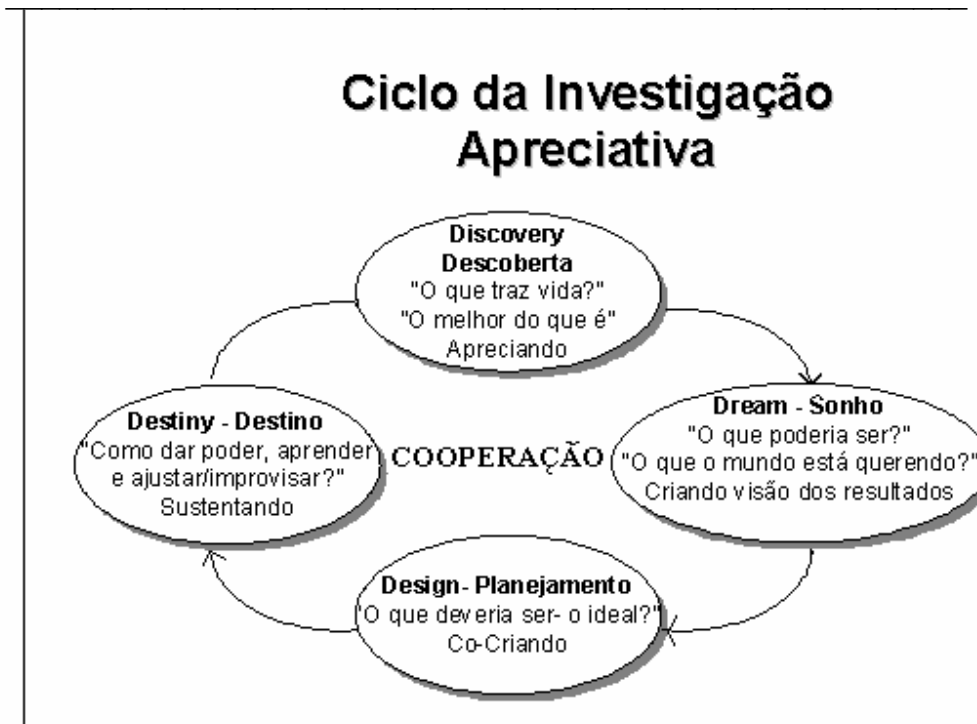 Ciclo da Investigação
Apreciativa
Discovery
Descoberta
"O que traz vida?"
"O melhor do que é"
Apreciando
Destiny - Destino
"Como dar poder, aprender
e ajustar/improvisar?"
Sustentando
COOPERAÇÃO
Dream - Sonho
"O que poderia ser?"
"O que o mundo está querendo?"
Criando visão dos resultados
Design- Planejamento
"O que deveria ser- o ideal?"
Co-Criando